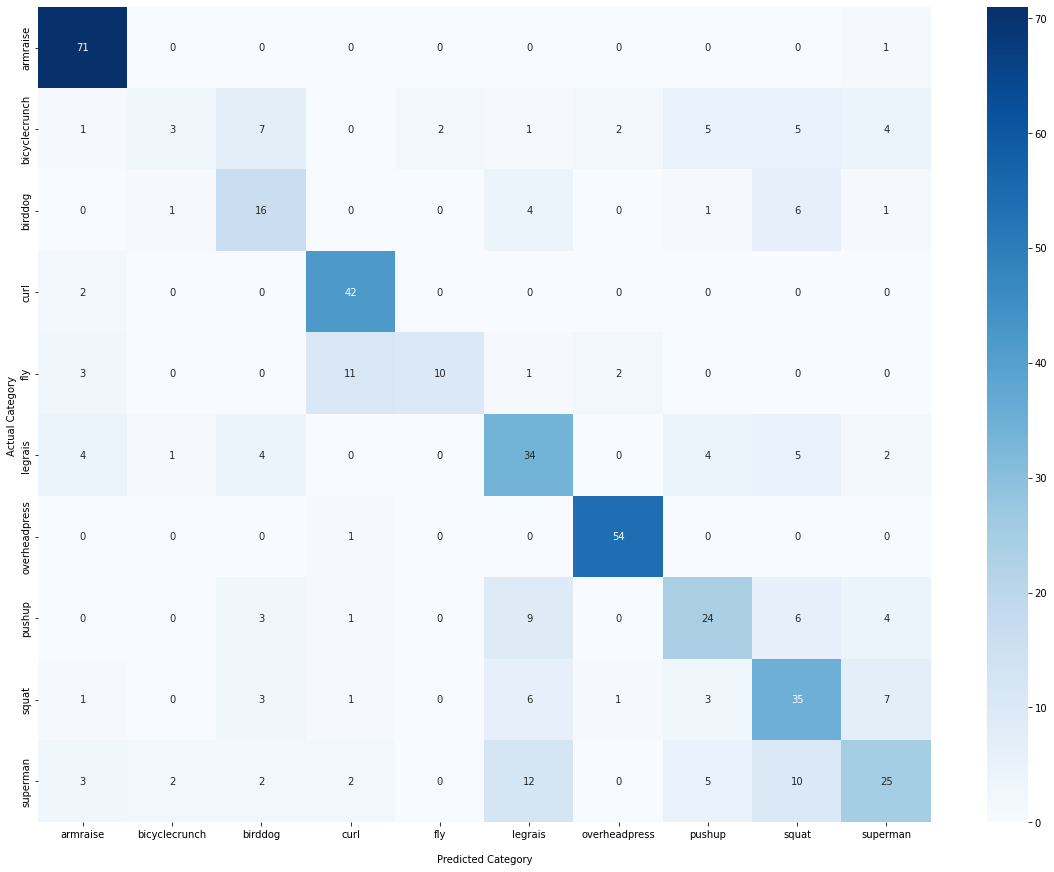 armraise 71 0 0 0 0 0 0 0 0 1
bicyclecrunch 1 3 7 0 2 1 2 5 5 4
birddog 0 1 16 0 0 4 0 1 6 1
curl 2 0 0 42 0 0 0 0 0 0
fly 3 0 0 11 10 1 2 0 0 0
legrais 4 1 4 0 0 34 0 4 5 2
overheadpress 0 0 0 1 0 0 54 0 0 0
pushup 0 0 3 1 0 9 0 24 6 4
squat 1 0 3 1 0 6 1 3 35 7
superman 3 2 2 2 0 12 0 5 10 25
armraise bicyclecrunch birddog curl fly legrais overheadpress pushup squat superman
Predicted Category
Actual Category
70
60
50
40
30
20
10
0